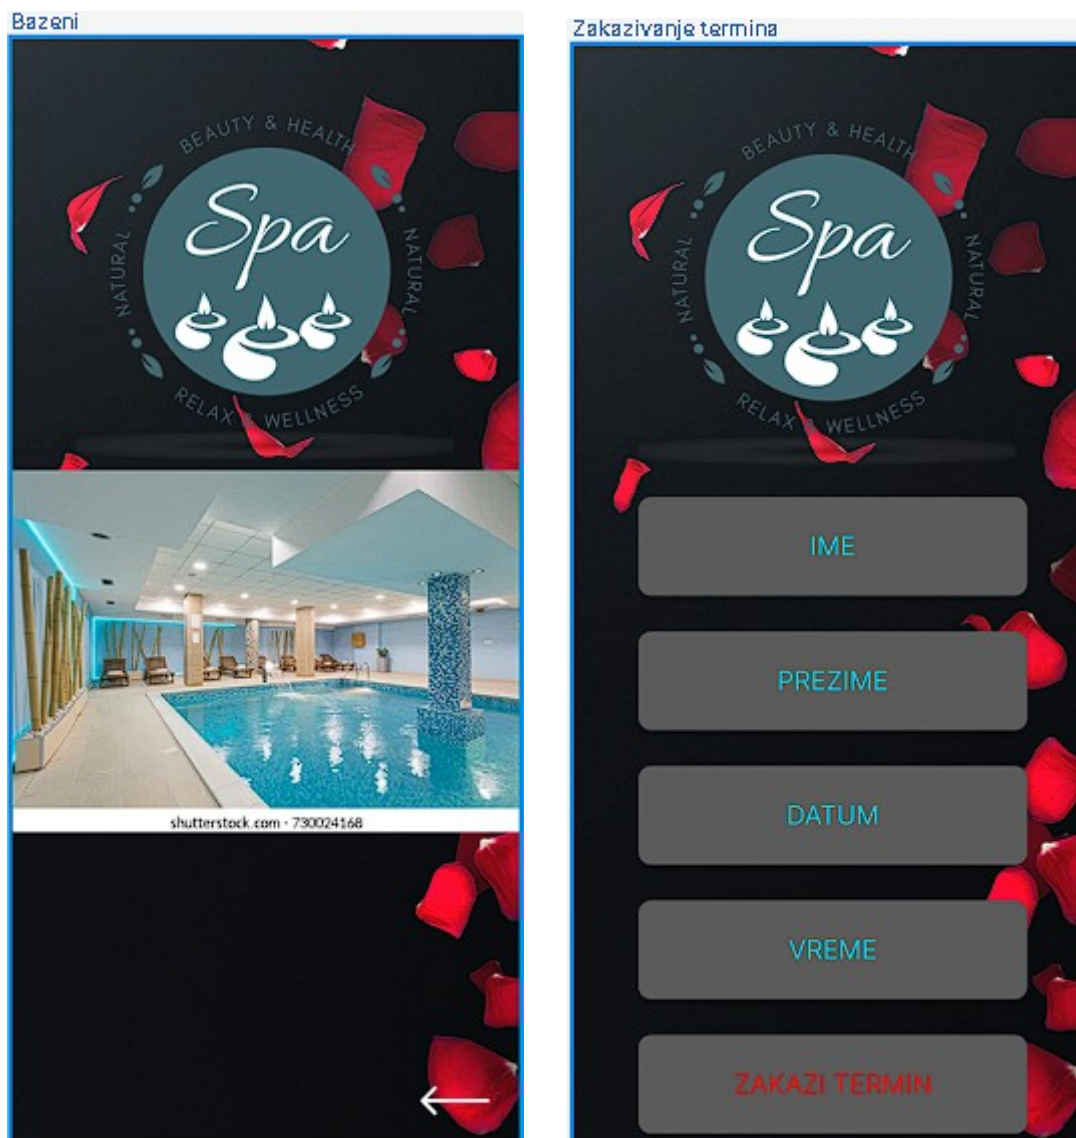 Bazeni
BEAUTY & HEALTH
NATURAL
Spa
NATURAL
RELAX & WELLNESS
shutterstock.com · 730024168
Zakazivanje termina
BEAUTY & HEALTH
NATURAL
Spa
NATURAL
RELAX & WELLNESS
IME
PREZIME
DATUM
VREME
ZAKAZI TERMIN